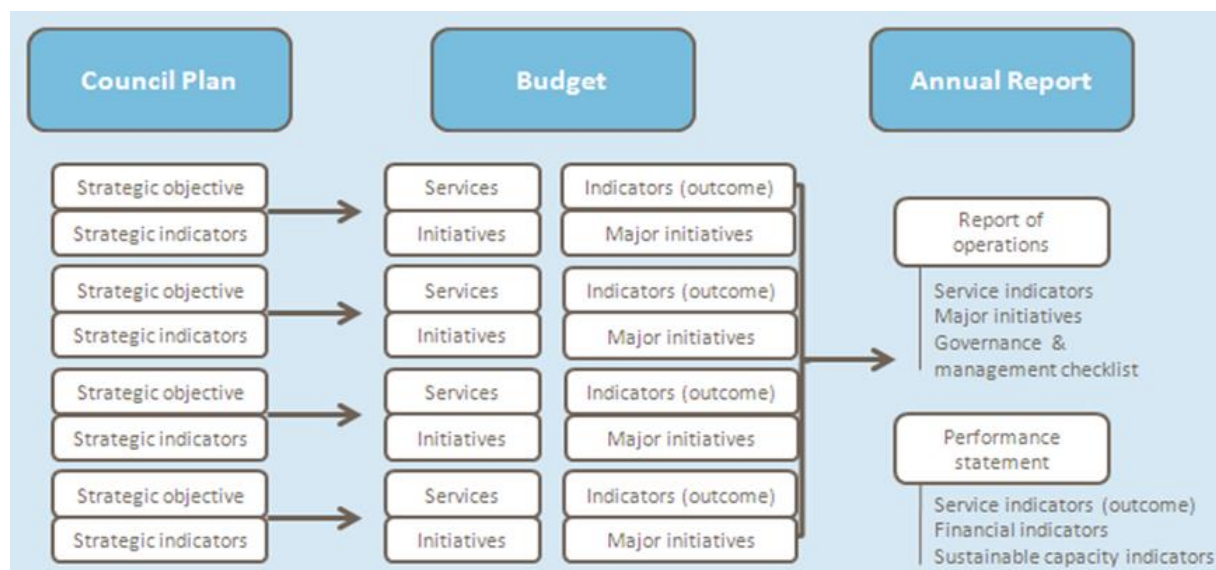 Council Plan
Budget
Annual Report
Strategic objective
Strategic indicators
Services
Initiatives
Indicators (outcome)
Major initiatives
Strategic objective
Strategic indicators
Services
Initiatives
Indicators (outcome)
Major initiatives
Strategic objective
Strategic indicators
Services
Initiatives
Indicators (outcome)
Major initiatives
Strategic objective
Strategic indicators
Services
Initiatives
Indicators (outcome)
Major initiatives
Report of
operations
Service indicators
Major initiatives
Governance &
management checklist
Performance
statement
Service indicators (outcome)
Financial indicators
Sustainable capacity indicators